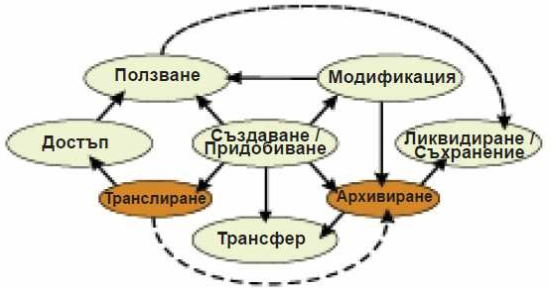 Ползване
Модификация
Достъп
Създаване /
Придобиване
Ликвидиране /
Съхранение
Транслиране
Архивиране
Трансфер